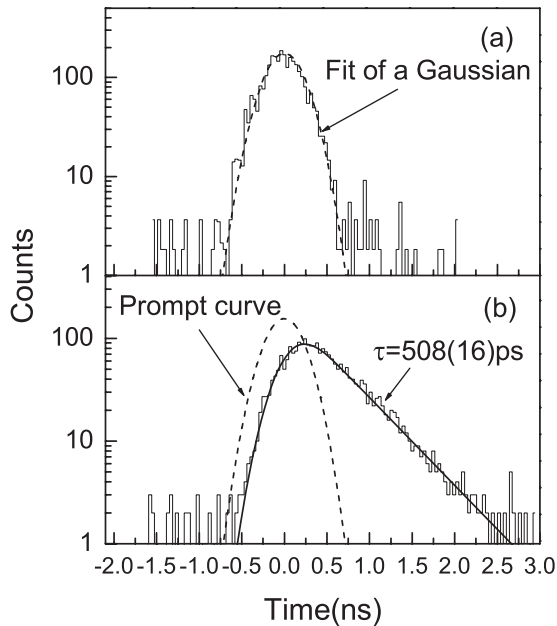 (a)
100
Fit of a Gaussian
10
1
Counts
Prompt curve
(b)
100
τ=508(16)ps
10
1
-2.0 -1.5 -1.0 -0.5 0.0 0.5 1.0 1.5 2.0 2.5 3.0
Time(ns)